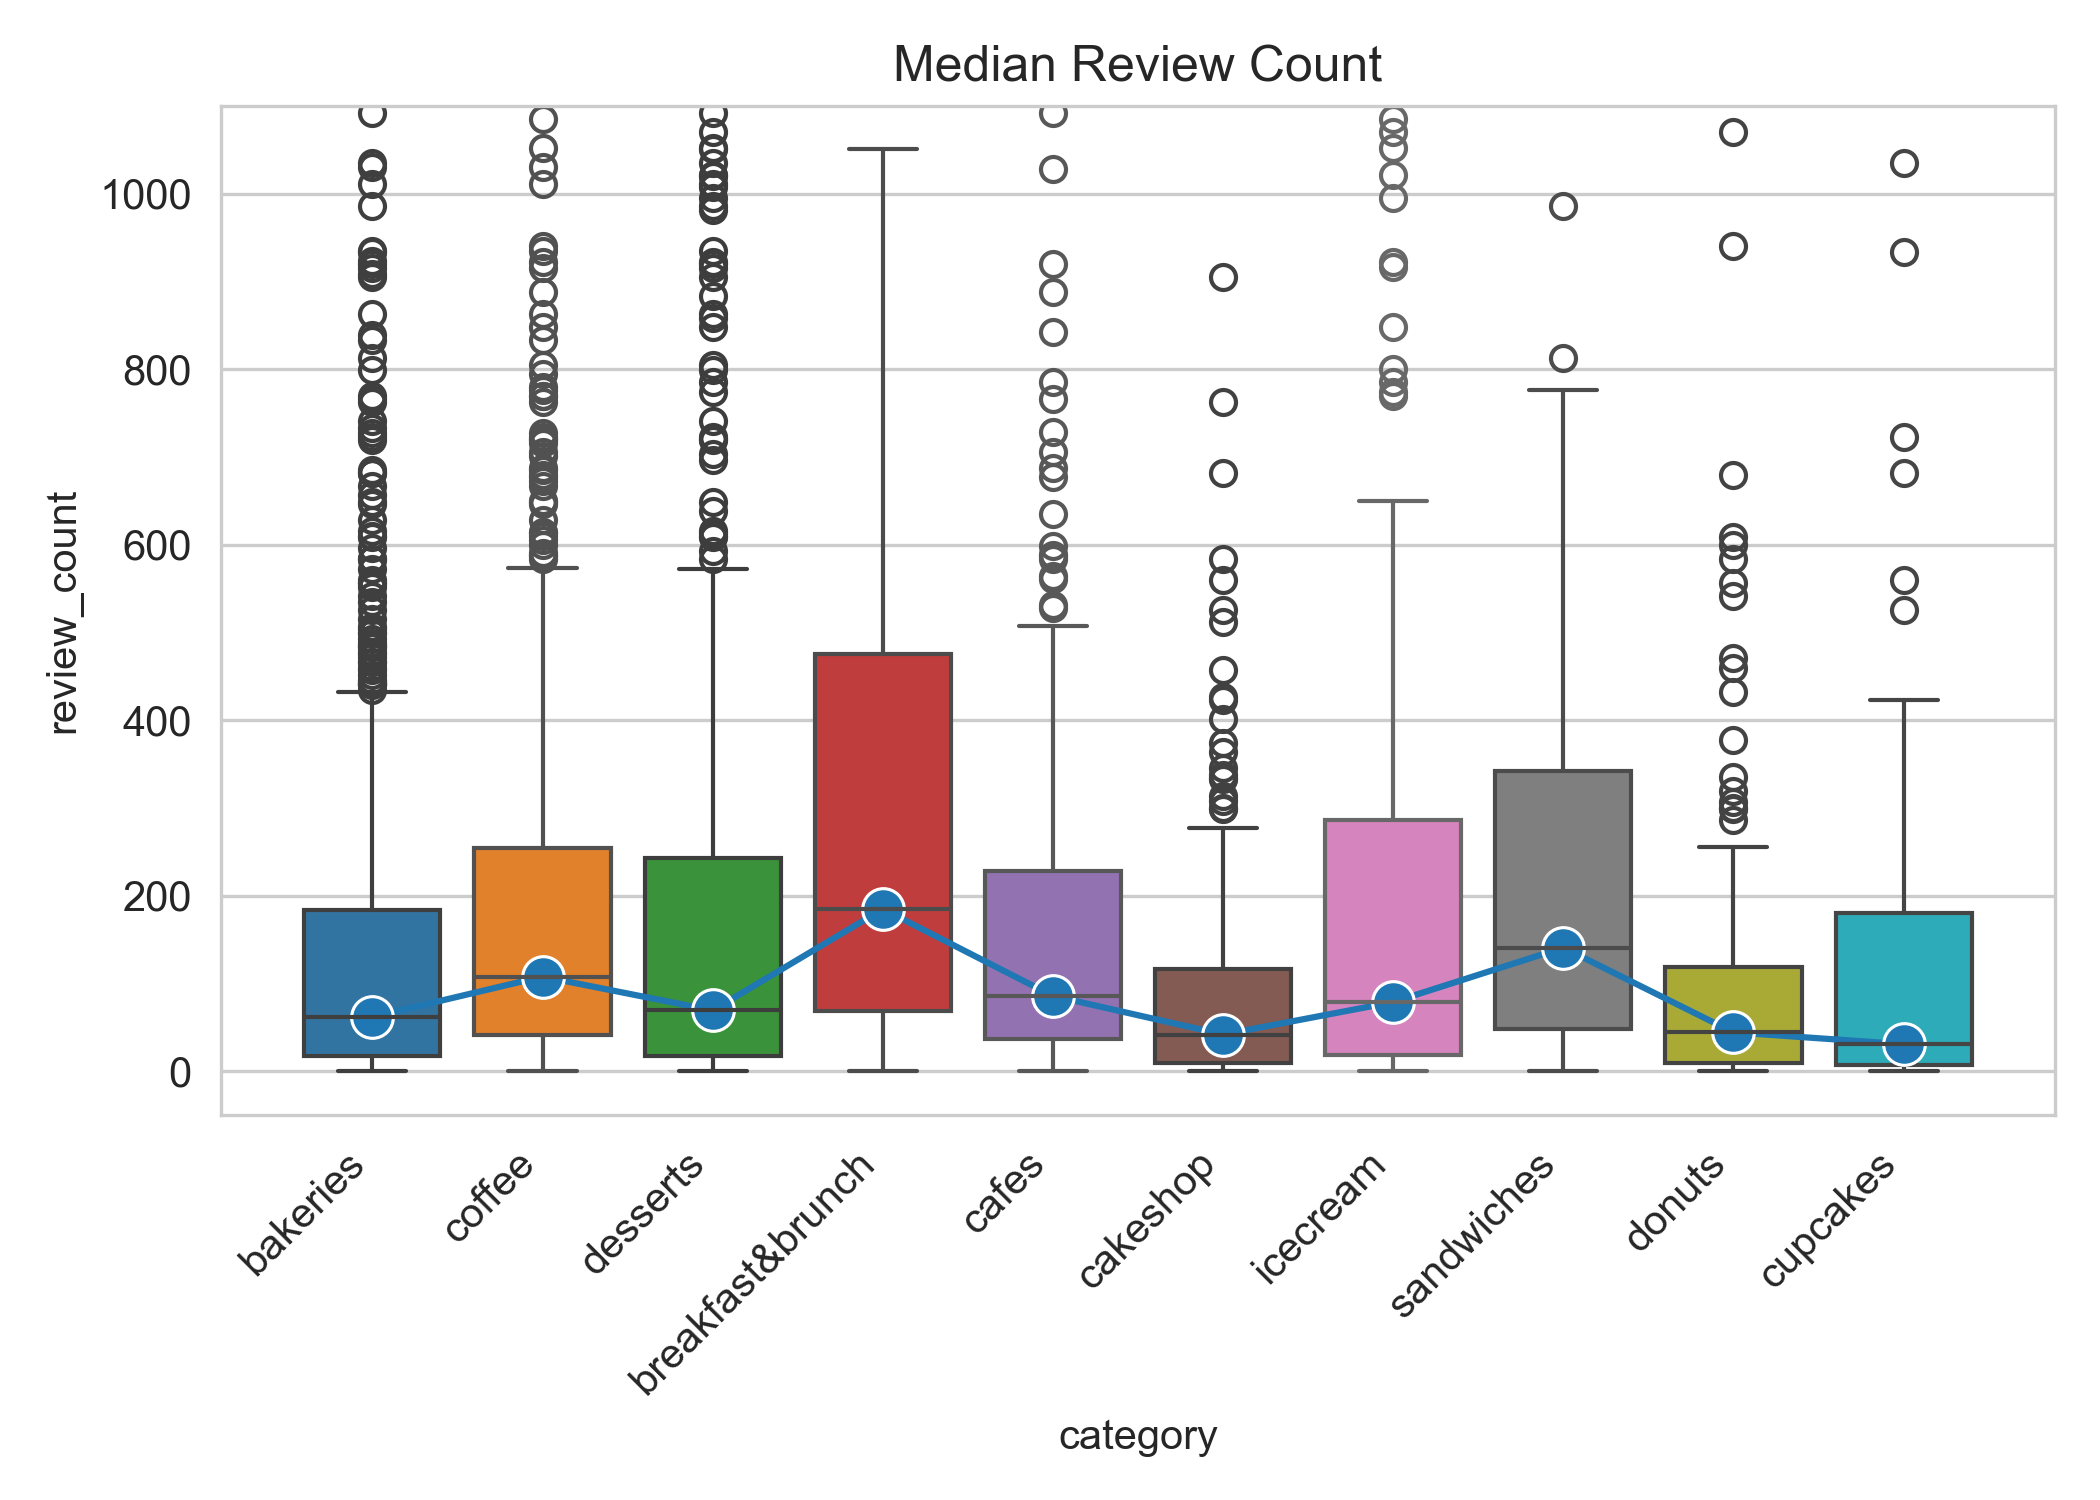 Median Review Count
review_count
1000
800
600
400
200
0
bakeries
coffee
desserts
breakfast&brunch
cafes
cakeshop
icecream
sandwiches
donuts
cupcakes
category